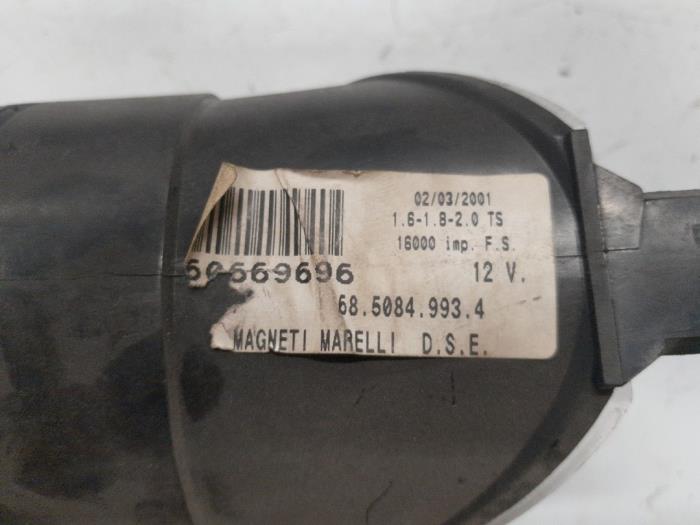 02/03/2001
1.6-1.8-2.0 TS
16000 imp. F.S.
60669696 12 V.
68.5084.993.4
MAGNETI MARELLI D.S.E.